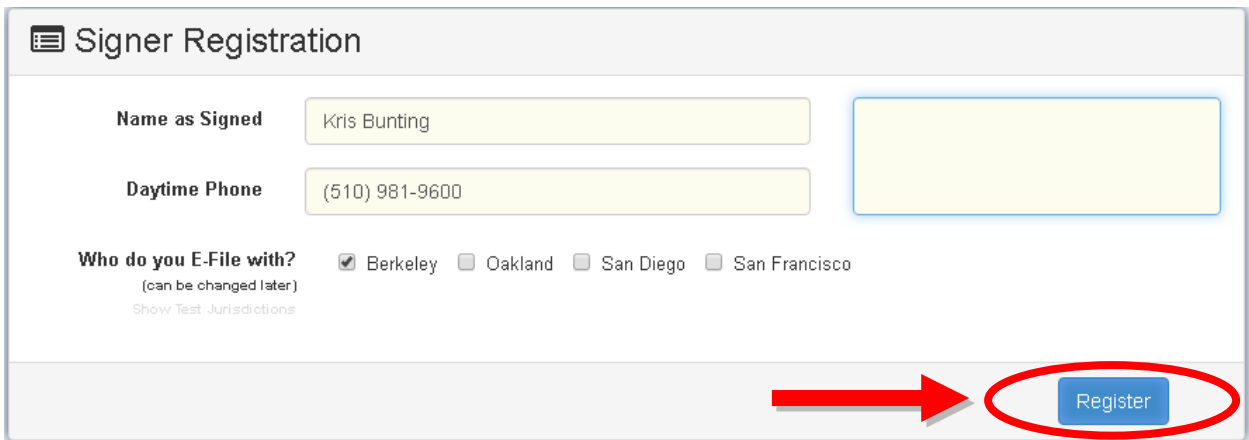 Signer Registration
Name as Signed
Kris Bunting
Daytime Phone
(510) 981-9600
Who do you E-File with?
Berkeley Oakland San Diego San Francisco
(can be changed later)
Show Test Jurisdictions
Register